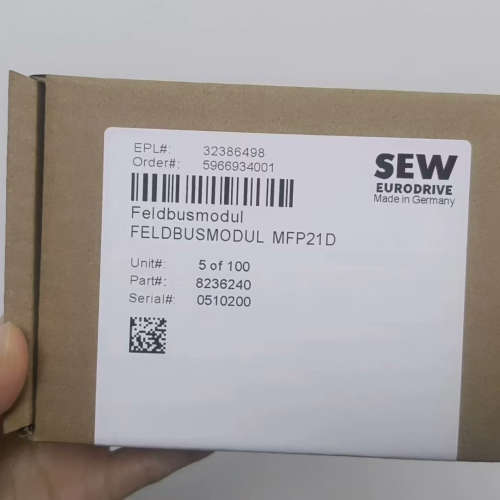 EPL#: 32386498
Order#: 5966934001
SEW
EURODRIVE
Made in Germany
Feldbusmodul
FELDBUSMODUL MFP21D
Unit#: 5 of 100
Part#: 8236240
Serial#: 0510200